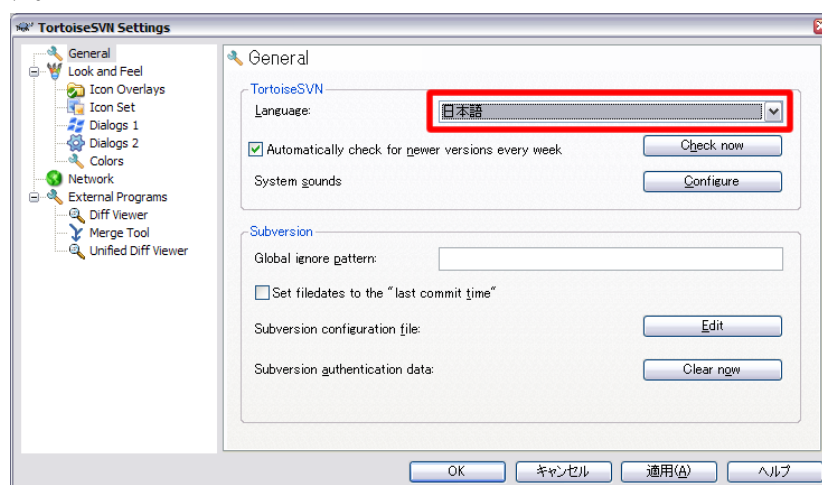 TortoiseSVN Settings
General
Look and Feel
Icon Overlays
Icon Set
Dialogs 1
Dialogs 2
Colors
Network
External Programs
Diff Viewer
Merge Tool
Unified Diff Viewer
General
TortoiseSVN
Language: 日本語
Automatically check for newer versions every week Check now
System sounds Configure
Subversion
Global ignore pattern:
Set filedates to the "last commit time"
Subversion configuration file: Edit
Subversion authentication data: Clear now
OK キャンセル 適用(A) ヘルプ